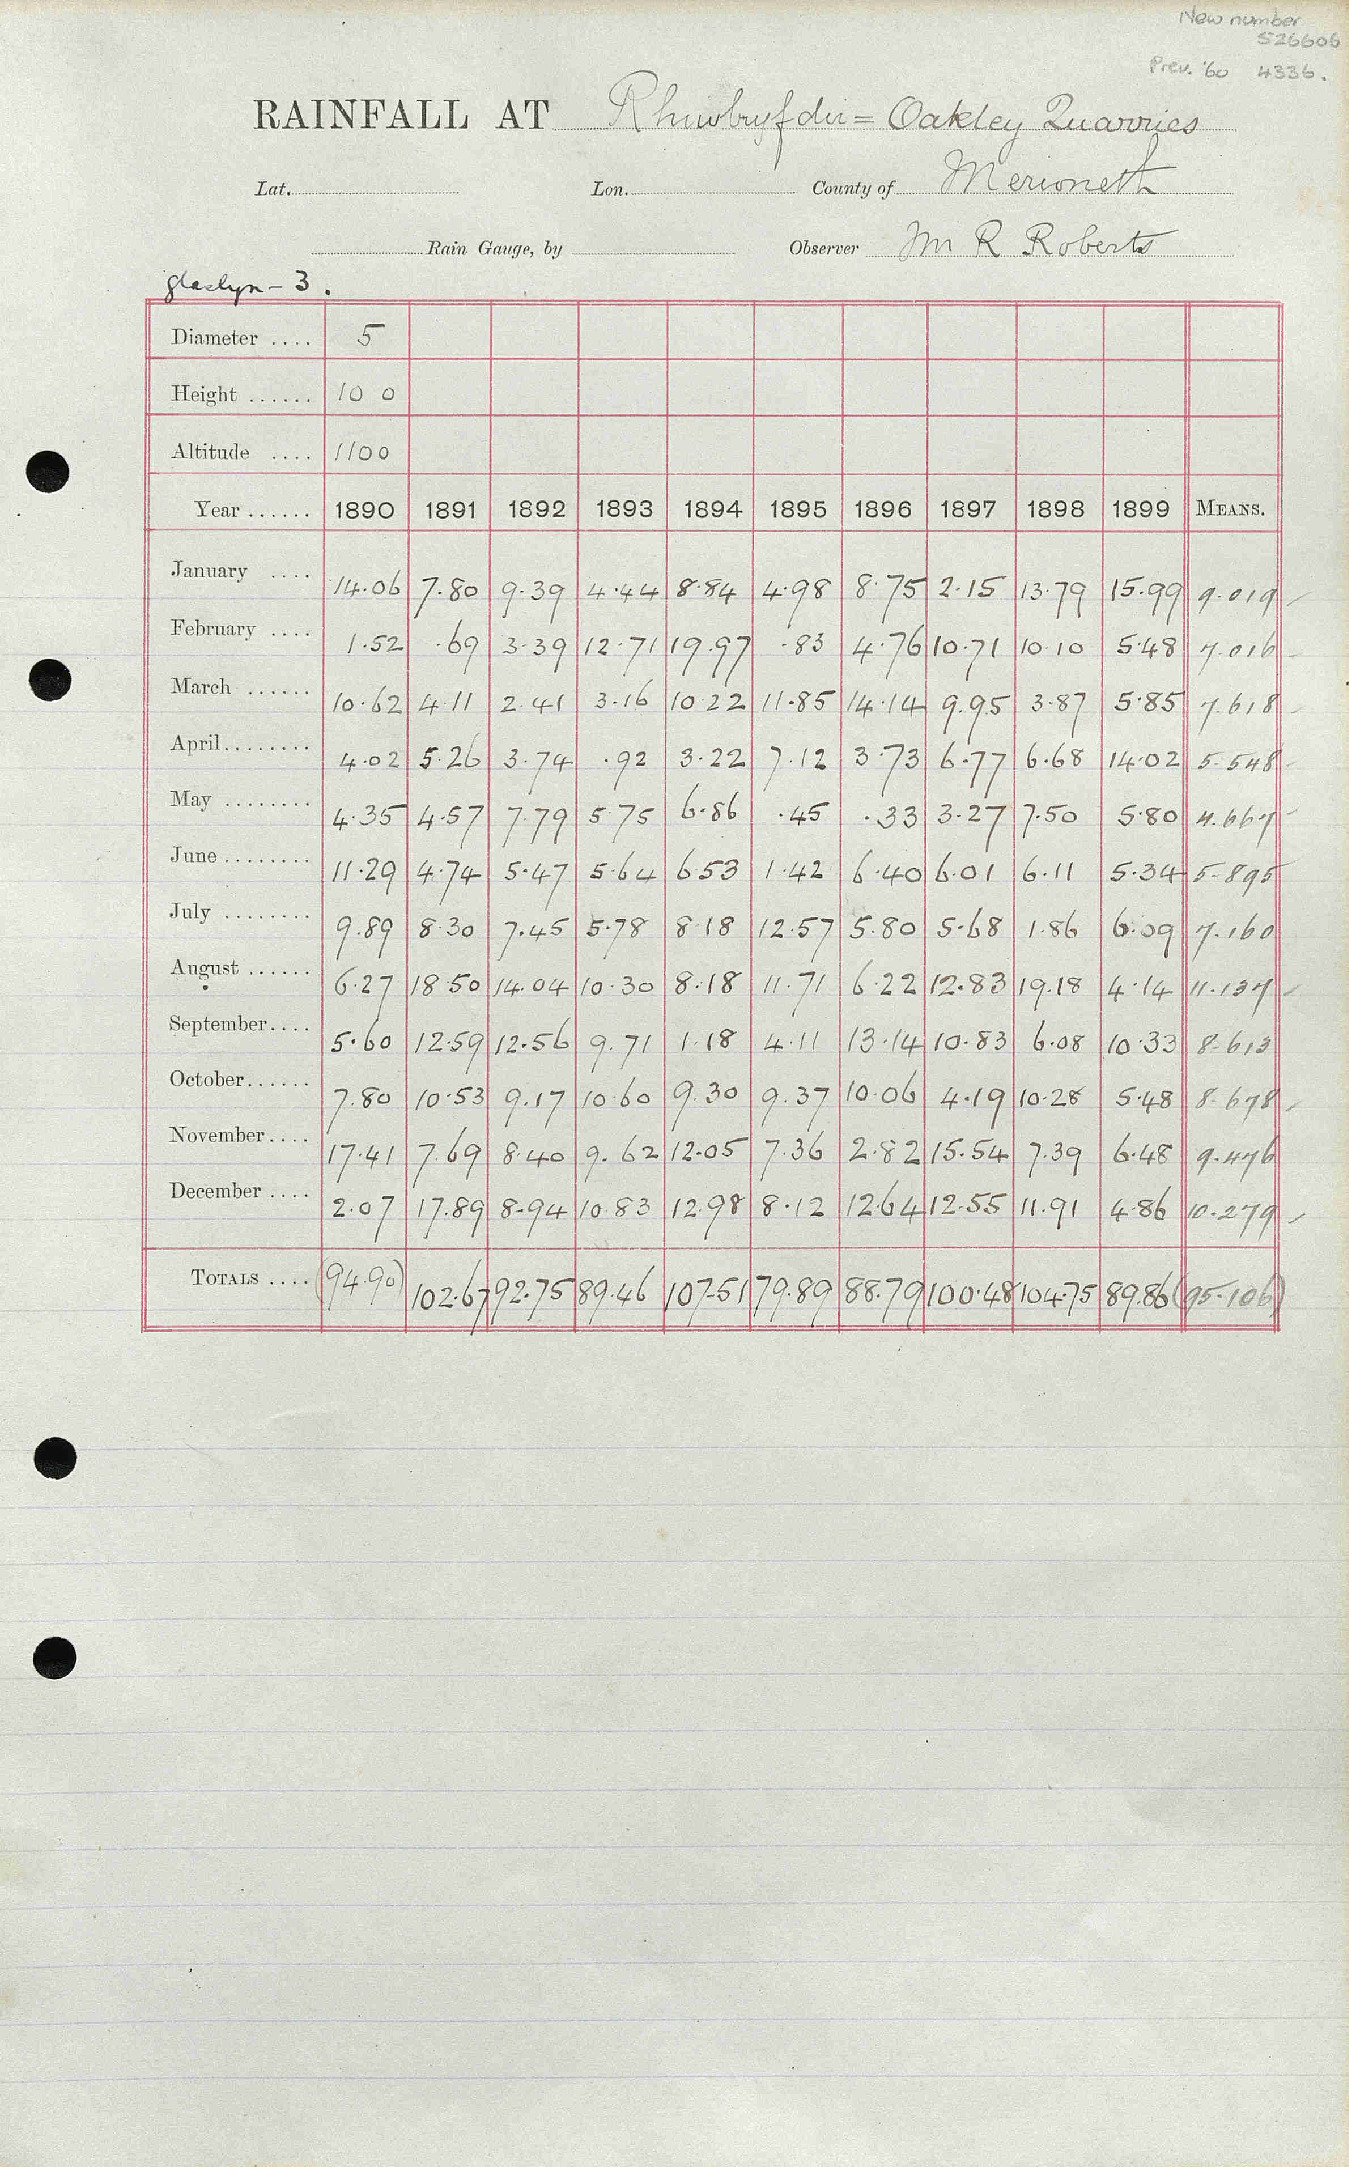 New number
526606
Prev. '60 4336.
RAINFALL AT Rhiwbryfdir = Oakley Quarries
Lat. Lon. County of Merioneth
Rain Gauge, by Observer Mr R Roberts
Glaslyn - 3.
Diameter .... 5
Height ...... 10 0
Altitude .... 1100
Year ...... 1890 1891 1892 1893 1894 1895 1896 1897 1898 1899 MEANS.
January .... 14.06 7.80 9.39 4.44 8.84 4.98 8.75 2.15 13.79 15.99 9.019
February .... 1.52 .69 3.39 12.71 19.97 .83 4.76 10.71 10.10 5.48 7.016
March ...... 10.62 4.11 2.41 3.16 10.22 11.85 14.14 9.95 3.87 5.85 7.618
April........ 4.02 5.26 3.74 .92 3.22 7.12 3.73 6.77 6.68 14.02 5.548
May ........ 4.35 4.57 7.79 5.75 6.86 .45 .33 3.27 7.50 5.80 4.667
June ........ 11.29 4.74 5.47 5.64 6.53 1.42 6.40 6.01 6.11 5.34 5.895
July ........ 9.89 8.30 7.45 5.78 8.18 12.57 5.80 5.68 1.86 6.09 7.160
August ...... 6.27 18.50 14.04 10.30 8.18 11.71 6.22 12.83 19.18 4.14 11.137
September.... 5.60 12.59 12.56 9.71 1.18 4.11 13.14 10.83 6.08 10.33 8.613
October...... 7.80 10.53 9.17 10.60 9.30 9.37 10.06 4.19 10.28 5.48 8.678
November.... 17.41 7.69 8.40 9.62 12.05 7.36 2.82 15.54 7.39 6.48 9.476
December .... 2.07 17.89 8.94 10.83 12.98 8.12 12.64 12.55 11.91 4.86 10.279
TOTALS .... (94.90) 102.67 92.75 89.46 107.51 79.89 88.79 100.48 104.75 89.86 (95.106)